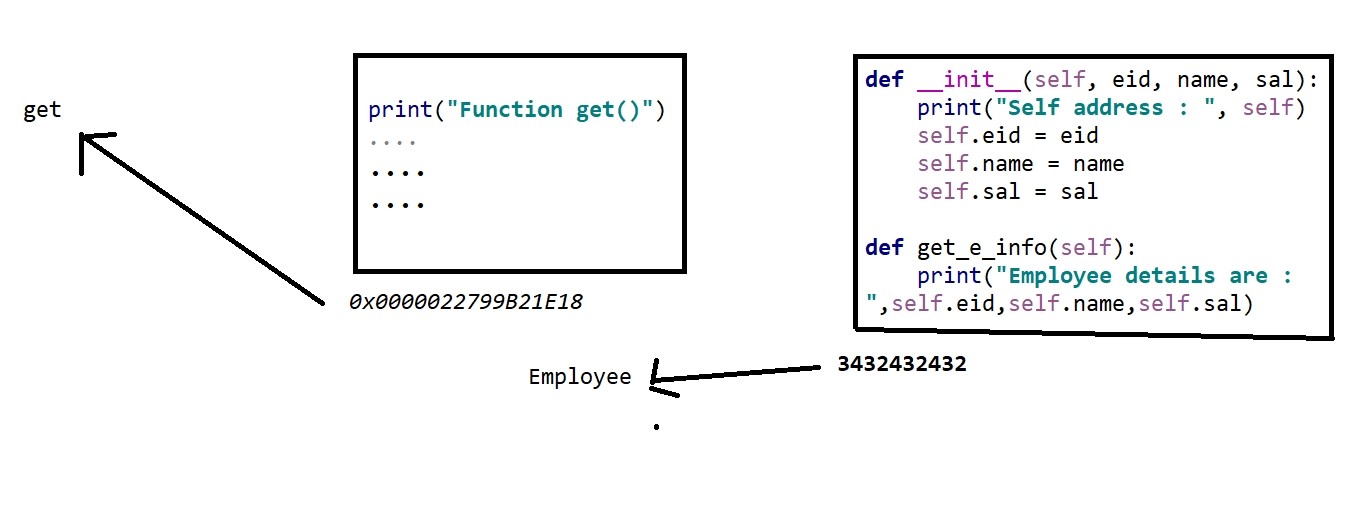 get
print("Function get()")
....
....
....
0x0000022799B21E18
def __init__(self, eid, name, sal):
    print("Self address : ", self)
    self.eid = eid
    self.name = name
    self.sal = sal
def get_e_info(self):
    print("Employee details are :
",self.eid,self.name,self.sal)
3432432432
Employee
.